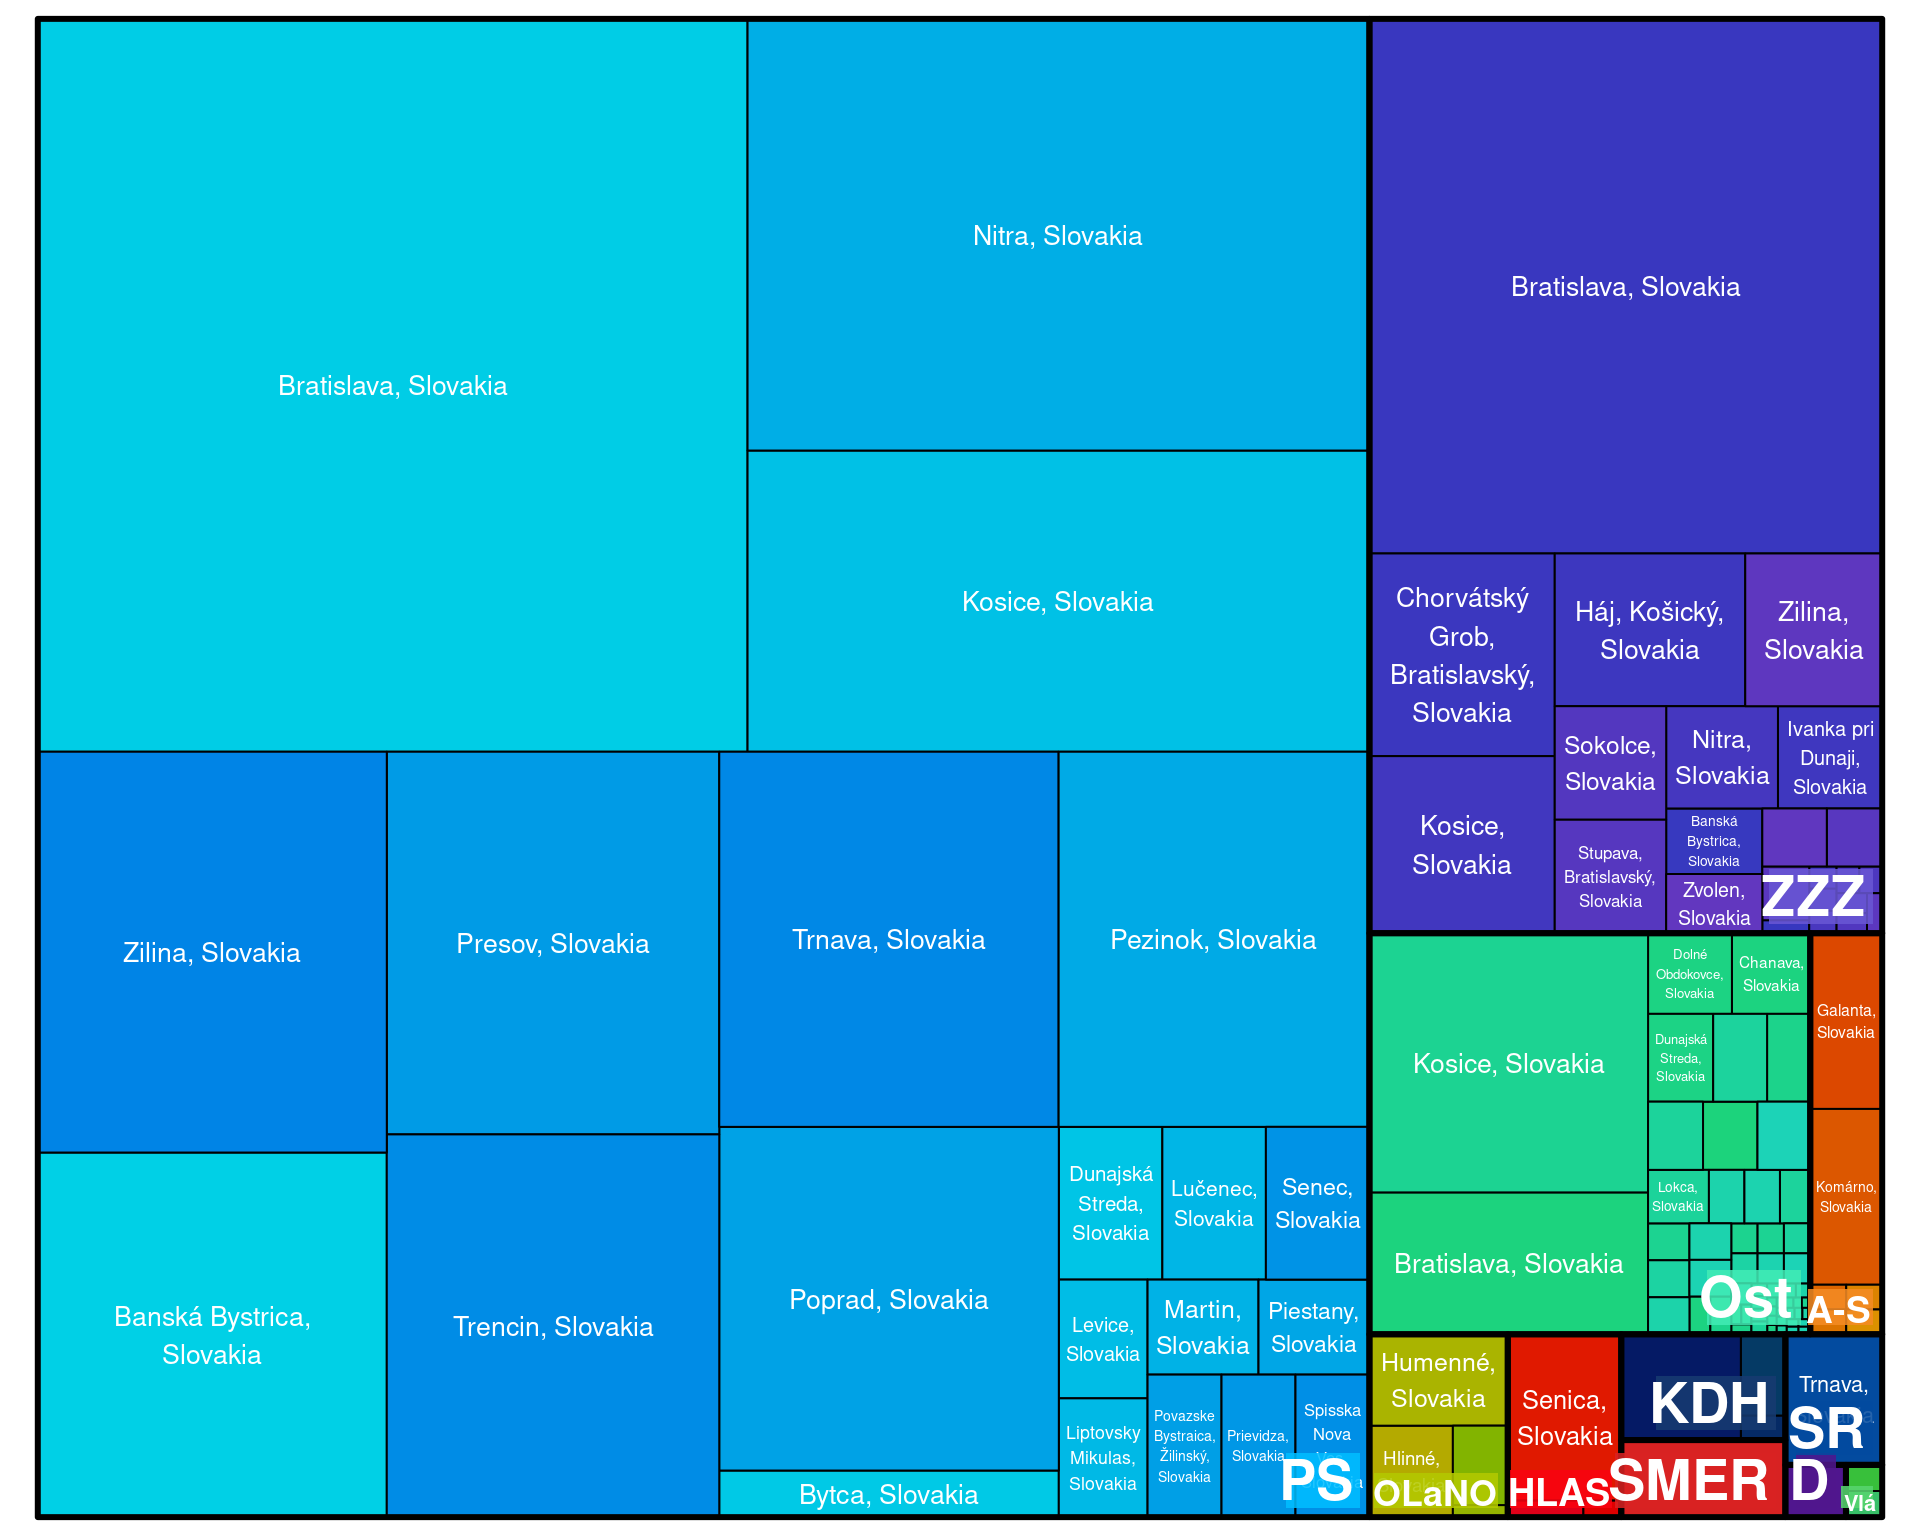 Bratislava, Slovakia
Nitra, Slovakia
Kosice, Slovakia
Zilina, Slovakia
Presov, Slovakia
Trnava, Slovakia
Pezinok, Slovakia
Banská Bystrica,
Slovakia
Trencin, Slovakia
Poprad, Slovakia
Bytca, Slovakia
Dunajská
Streda,
Slovakia
Lučenec,
Slovakia
Senec,
Slovakia
Levice,
Slovakia
Martin,
Slovakia
Piestany,
Slovakia
Liptovsky
Mikulas,
Slovakia
Povazske
Bystraica,
Žilinský,
Slovakia
Prievidza,
Slovakia
Spisska
Nova
PS
Bratislava, Slovakia
Chorvátský
Grob,
Bratislavský,
Slovakia
Háj, Košický,
Slovakia
Zilina,
Slovakia
Kosice,
Slovakia
Sokolce,
Slovakia
Nitra,
Slovakia
Ivanka pri
Dunaji,
Slovakia
Stupava,
Bratislavský,
Slovakia
Banská
Bystrica,
Slovakia
Zvolen,
Slovakia
ZZZ
Kosice, Slovakia
Bratislava, Slovakia
Dolné
Obdokovce,
Slovakia
Chanava,
Slovakia
Dunajská
Streda,
Slovakia
Lokca,
Slovakia
Ost
Galanta,
Slovakia
Komárno,
Slovakia
A-S
Humenné,
Slovakia
Hlinné,
OLaNO
Senica,
Slovakia
HLAS
KDH
SMER
Trnava,
SR
D
Vlá